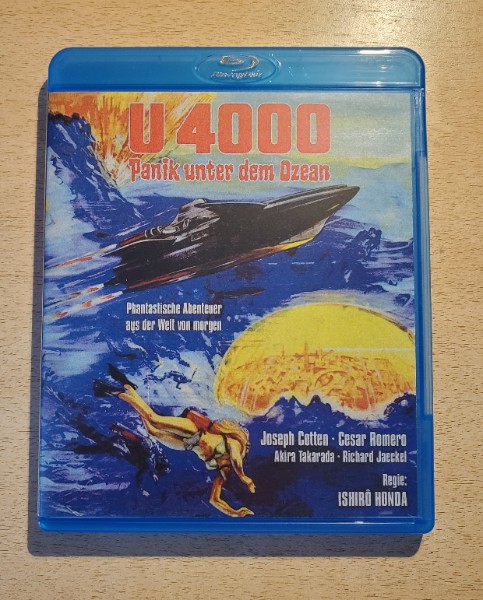 Blu-ray Disc
U 4000
Panik unter dem Ozean
Phantastische Abenteuer
aus der Welt von morgen
Joseph Cotten · Cesar Romero
Akira Takarada · Richard Jaeckel
Regie:
ISHIRŌ HONDA